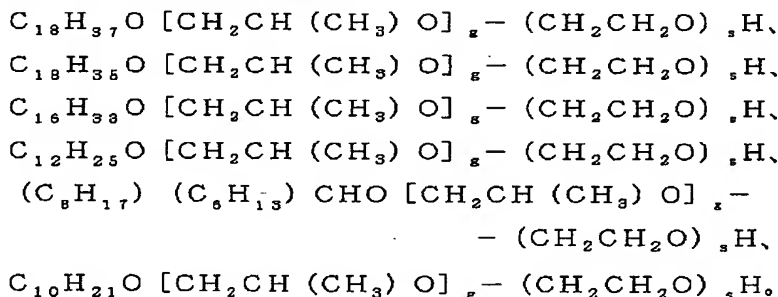 C₁₈H₃₇O [CH₂CH (CH₃) O] g− (CH₂CH₂O) ₛH、
C₁₈H₃₅O [CH₂CH (CH₃) O] g− (CH₂CH₂O) ₛH、
C₁₆H₃₃O [CH₂CH (CH₃) O] g− (CH₂CH₂O) ₛH、
C₁₂H₂₅O [CH₂CH (CH₃) O] g− (CH₂CH₂O) ₛH、
(C₈H₁₇) (C₆H₁₃) CHO [CH₂CH (CH₃) O] g−
− (CH₂CH₂O) ₛH、
C₁₀H₂₁O [CH₂CH (CH₃) O] g− (CH₂CH₂O) ₛH。